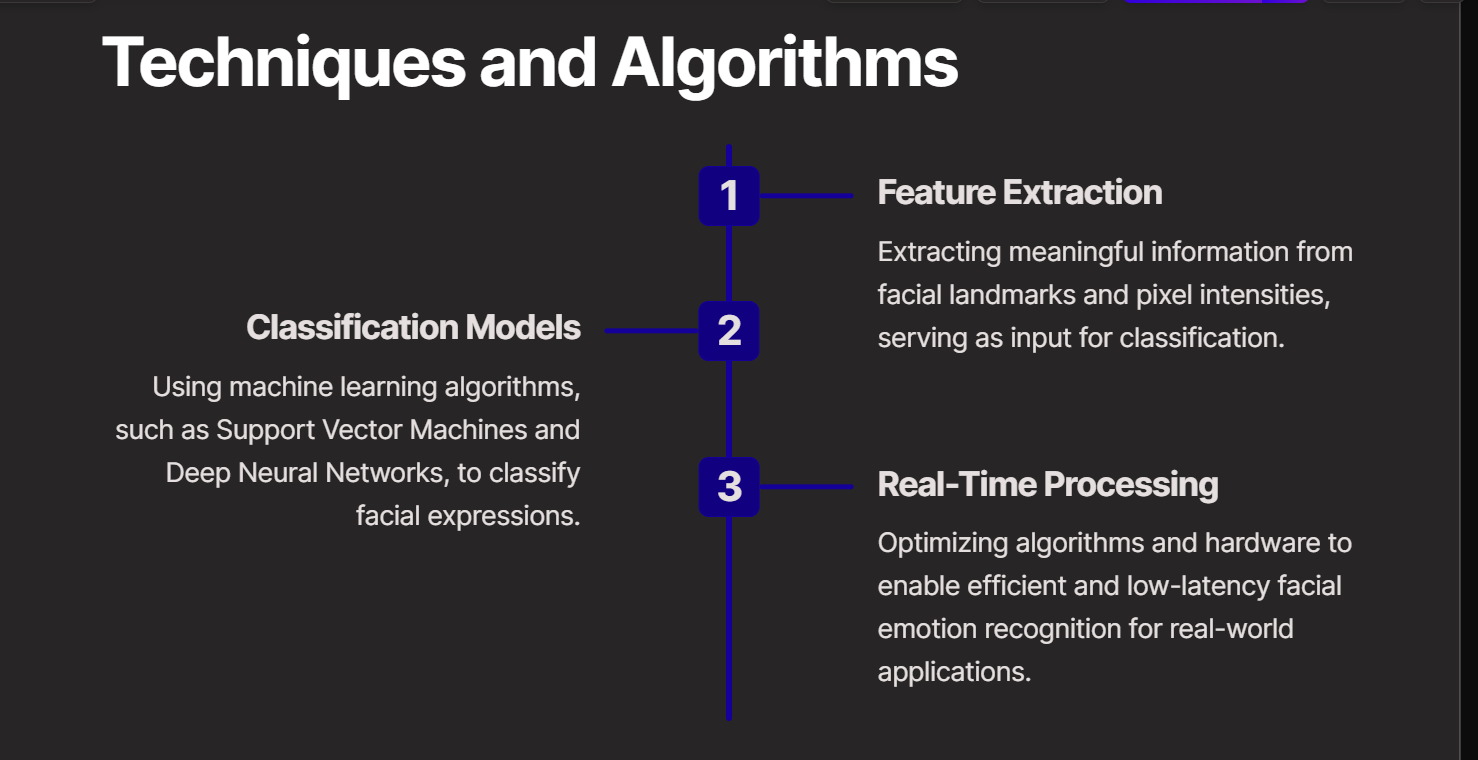 Techniques and Algorithms
1
Feature Extraction
Extracting meaningful information from
facial landmarks and pixel intensities,
serving as input for classification.
2
Classification Models
Using machine learning algorithms,
such as Support Vector Machines and
Deep Neural Networks, to classify
facial expressions.
3
Real-Time Processing
Optimizing algorithms and hardware to
enable efficient and low-latency facial
emotion recognition for real-world
applications.